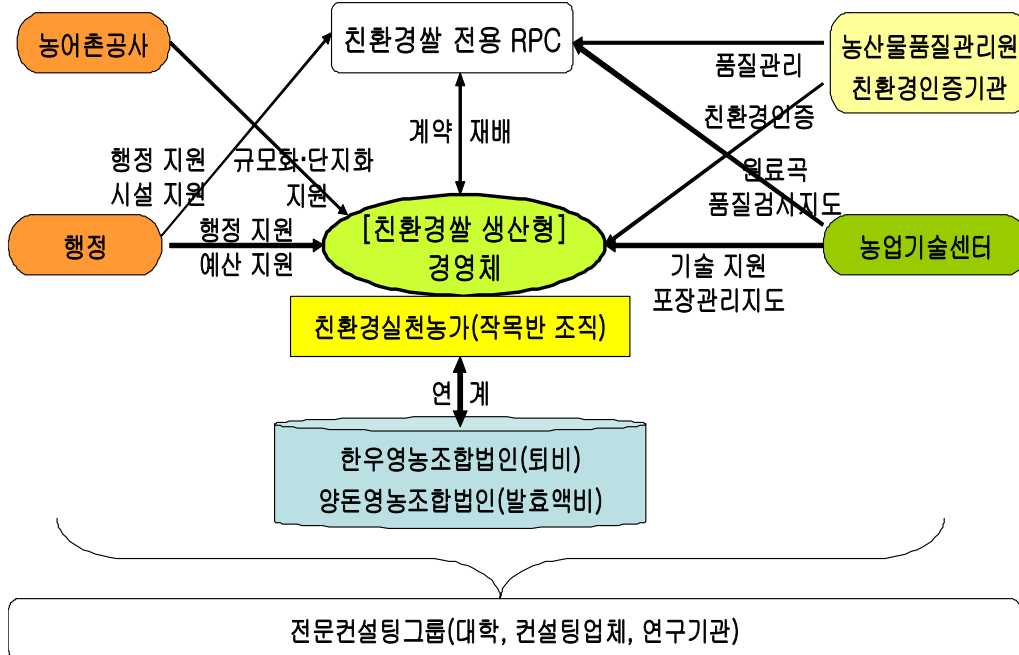 농어촌공사
친환경쌀 전용 RPC
농산물품질관리원
친환경인증기관
품질관리
친환경인증
계약 재배
행정 지원
시설 지원
규모화·단지화
지원
원료곡
품질검사지도
행정
행정 지원
예산 지원
[친환경쌀 생산형]
경영체
기술 지원
포장관리지도
농업기술센터
친환경실천농가(작목반 조직)
연 계
한우영농조합법인(퇴비)
양돈영농조합법인(발효액비)
전문컨설팅그룹(대학, 컨설팅업체, 연구기관)